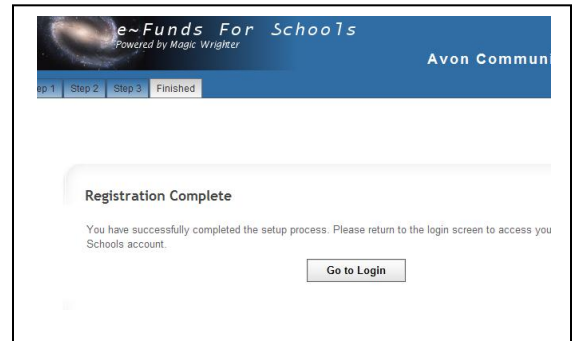 e~Funds For Schools
Powered by Magic Wrighter
Avon Communi
ep 1 Step 2 Step 3 Finished
Registration Complete
You have successfully completed the setup process. Please return to the login screen to access you
Schools account.
Go to Login